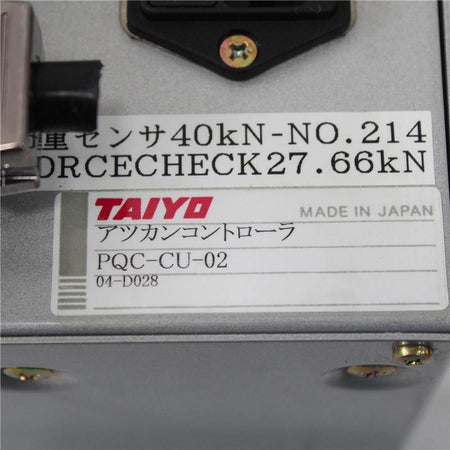 重センサ40kN-NO.214
ORCECHECK27.66kN
TAIYO
MADE IN JAPAN
アツカンコントローラ
PQC-CU-02
04-D028